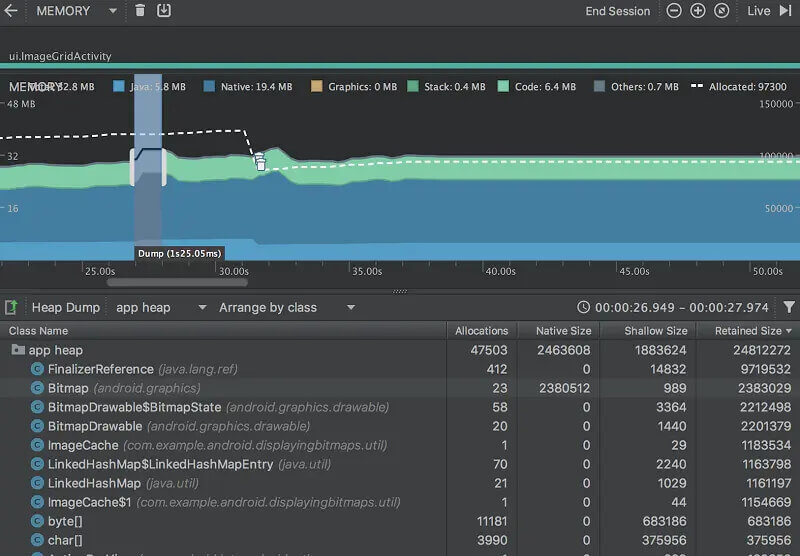 MEMORY End Session Live
ui.ImageGridActivity
MEMORY 32.8 MB Java: 5.8 MB Native: 19.4 MB Graphics: 0 MB Stack: 0.4 MB Code: 6.4 MB Others: 0.7 MB Allocated: 97300
48 MB 150000
32 100000
16 50000
Dump (1s25.05ms)
25.00s 30.00s 35.00s 40.00s 45.00s 50.00s
Heap Dump app heap Arrange by class 00:00:26.949 - 00:00:27.974
Class Name Allocations Native Size Shallow Size Retained Size
app heap 47503 2463608 1883624 24812272
FinalizerReference (java.lang.ref) 412 0 14832 9719532
Bitmap (android.graphics) 23 2380512 989 2383029
BitmapDrawable$BitmapState (android.graphics.drawable) 58 0 3364 2212498
BitmapDrawable (android.graphics.drawable) 20 0 1440 2201379
ImageCache (com.example.android.displayingbitmaps.util) 1 0 29 1183534
LinkedHashMap$LinkedHashMapEntry (java.util) 70 0 2240 1163798
LinkedHashMap (java.util) 21 0 1029 1161197
ImageCache$1 (com.example.android.displayingbitmaps.util) 1 0 44 1154669
byte[] 11181 0 683186 683186
char[] 3990 0 375956 375956